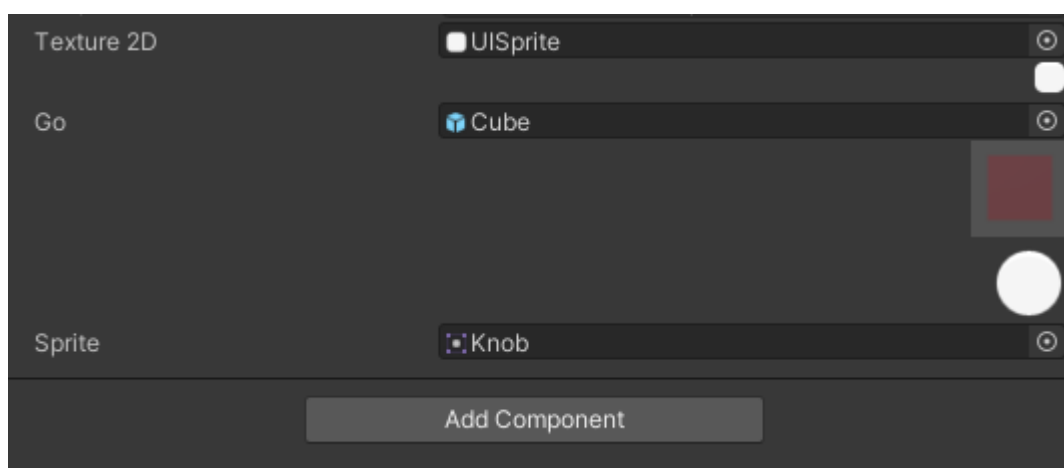 Texture 2D UISprite
Go Cube
Sprite Knob
Add Component